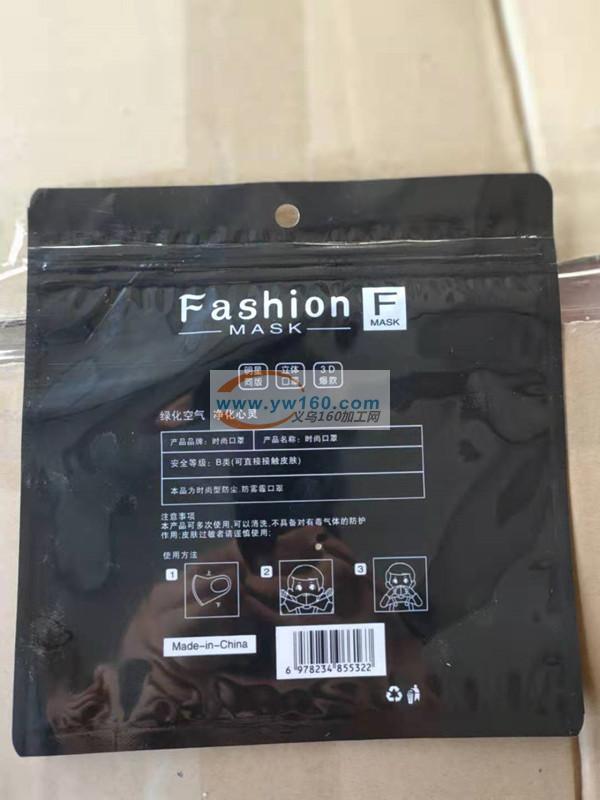 Fashion F
MASK MASK
明星 立体 3D
同版 口罩 爆款
www.yw160.com
义乌160加工网
绿化空气 净化心灵
产品品牌：时尚口罩 产品名称：时尚口罩
安全等级：B类(可直接接触皮肤)
本品为时尚型防尘.防雾霾口罩
注意事项
本产品可多次使用,可以清洗,不具备对有毒气体的防护
作用;皮肤过敏者请谨慎使用;
使用方法
1 上 下 2 3
Made-in-China
6 978234 855322